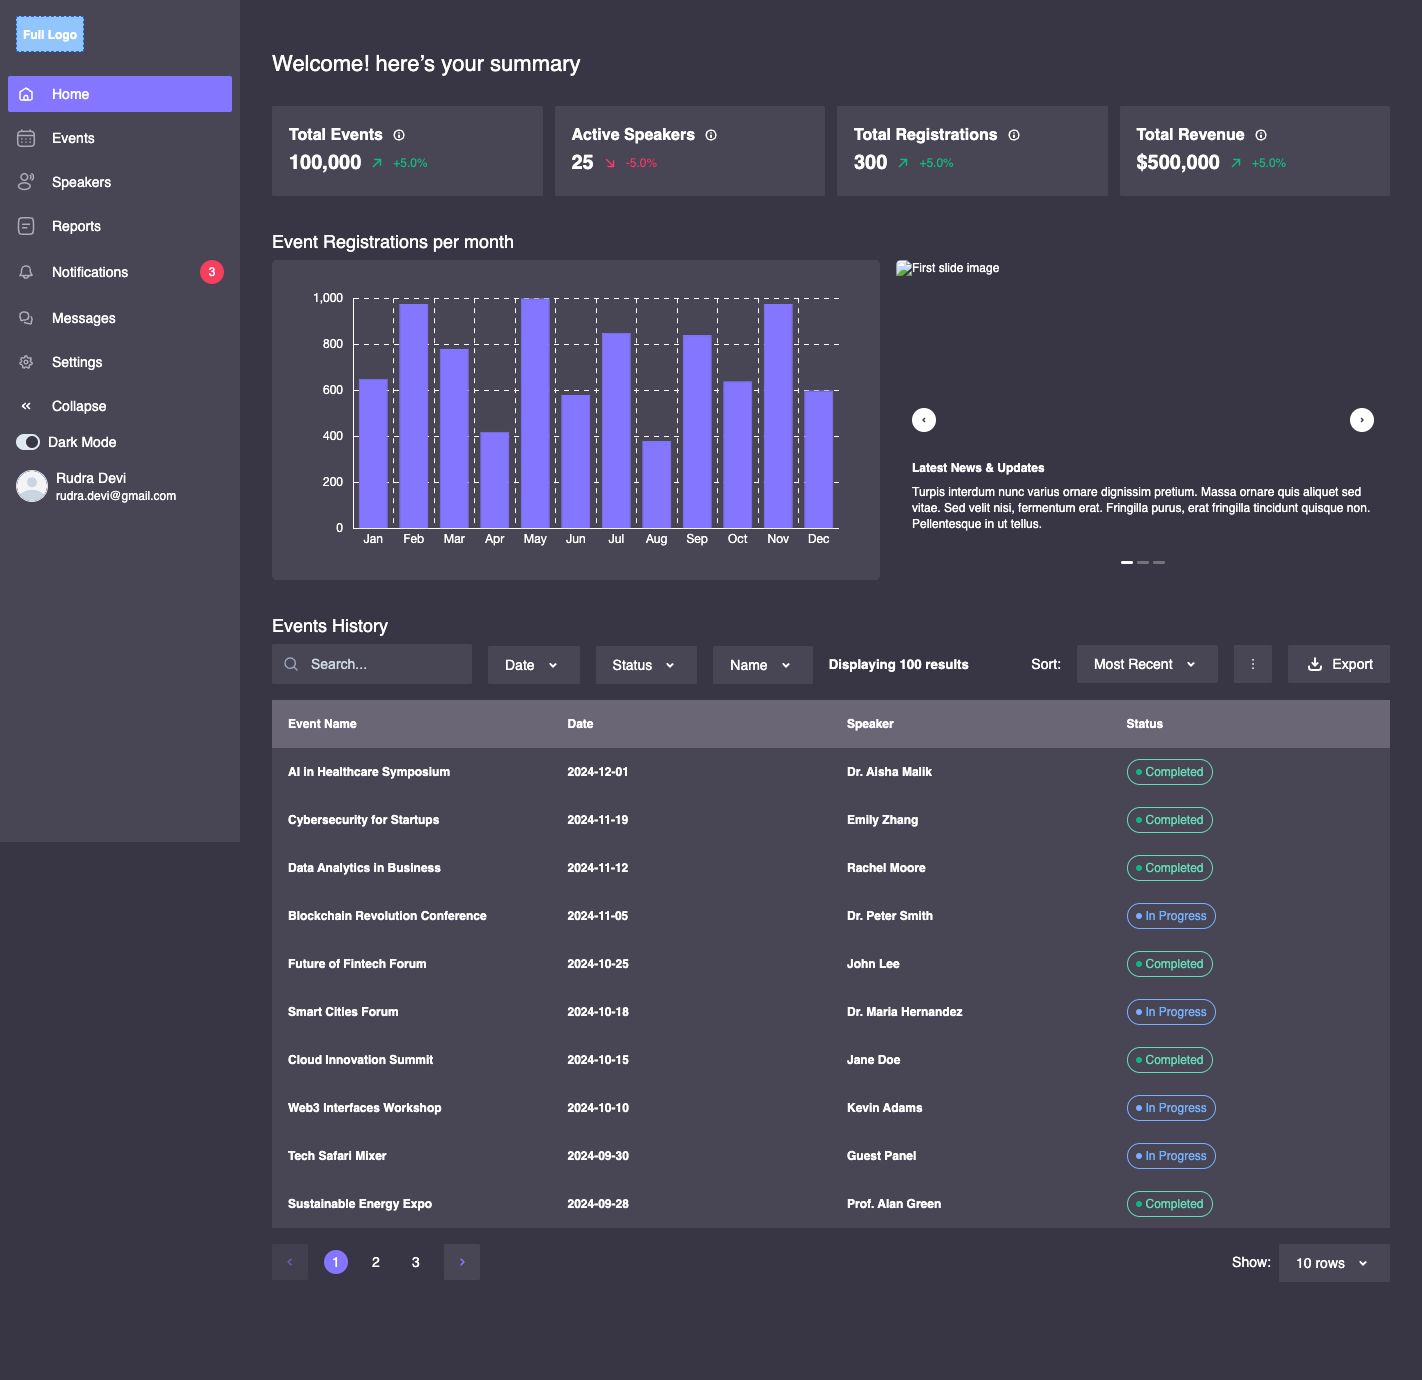 Full Logo
Home
Events
Speakers
Reports
Notifications 3
Messages
Settings
Collapse
Dark Mode
Rudra Devi
rudra.devi@gmail.com
Welcome! here's your summary
Total Events
100,000 +5.0%
Active Speakers
25 -5.0%
Total Registrations
300 +5.0%
Total Revenue
$500,000 +5.0%
Event Registrations per month
1,000
800
600
400
200
0
Jan Feb Mar Apr May Jun Jul Aug Sep Oct Nov Dec
First slide image
Latest News & Updates
Turpis interdum nunc varius ornare dignissim pretium. Massa ornare quis aliquet sed
vitae. Sed velit nisi, fermentum erat. Fringilla purus, erat fringilla tincidunt quisque non.
Pellentesque in ut tellus.
Events History
Search... Date Status Name Displaying 100 results Sort: Most Recent Export
Event Name Date Speaker Status
AI in Healthcare Symposium 2024-12-01 Dr. Aisha Malik Completed
Cybersecurity for Startups 2024-11-19 Emily Zhang Completed
Data Analytics in Business 2024-11-12 Rachel Moore Completed
Blockchain Revolution Conference 2024-11-05 Dr. Peter Smith In Progress
Future of Fintech Forum 2024-10-25 John Lee Completed
Smart Cities Forum 2024-10-18 Dr. Maria Hernandez In Progress
Cloud Innovation Summit 2024-10-15 Jane Doe Completed
Web3 Interfaces Workshop 2024-10-10 Kevin Adams In Progress
Tech Safari Mixer 2024-09-30 Guest Panel In Progress
Sustainable Energy Expo 2024-09-28 Prof. Alan Green Completed
1 2 3 Show: 10 rows